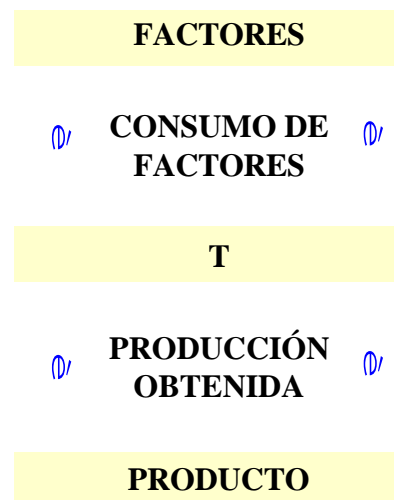 FACTORES
CONSUMO DE
FACTORES
T
PRODUCCIÓN
OBTENIDA
PRODUCTO